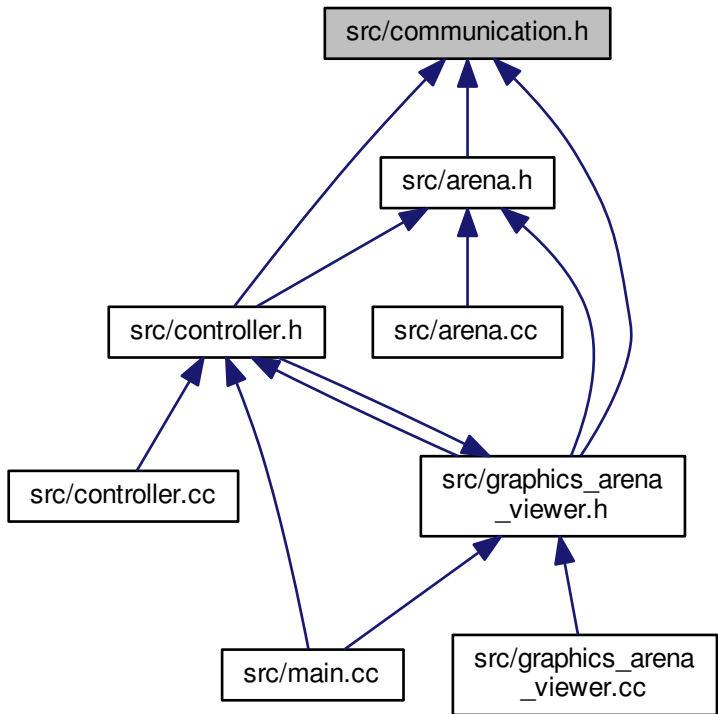 src/communication.h
src/arena.h
src/controller.h
src/arena.cc
src/controller.cc
src/graphics_arena
_viewer.h
src/main.cc
src/graphics_arena
_viewer.cc